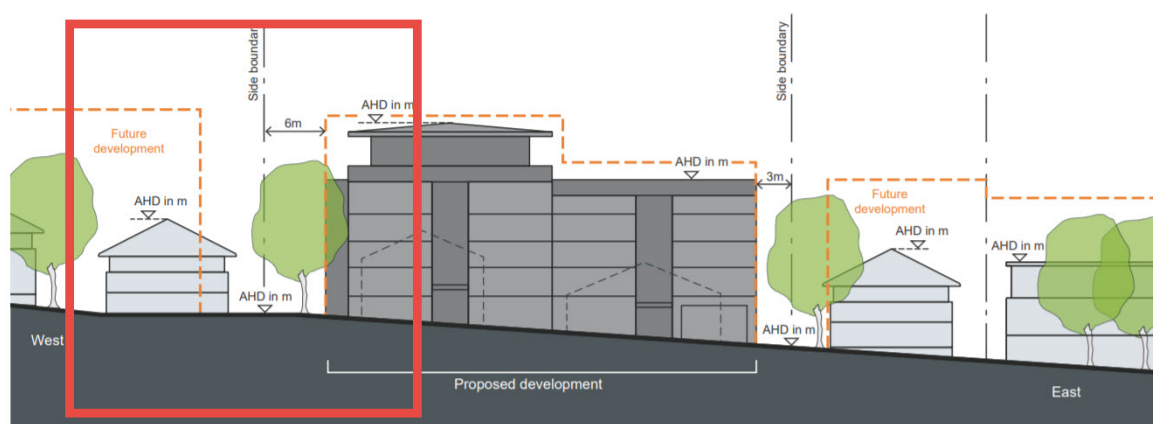 Side boundary
Side boundary
AHD in m
6m
Future
development
AHD in m
3m
Future
development
AHD in m
AHD in m
AHD in m
AHD in m
AHD in m
West
Proposed development
East